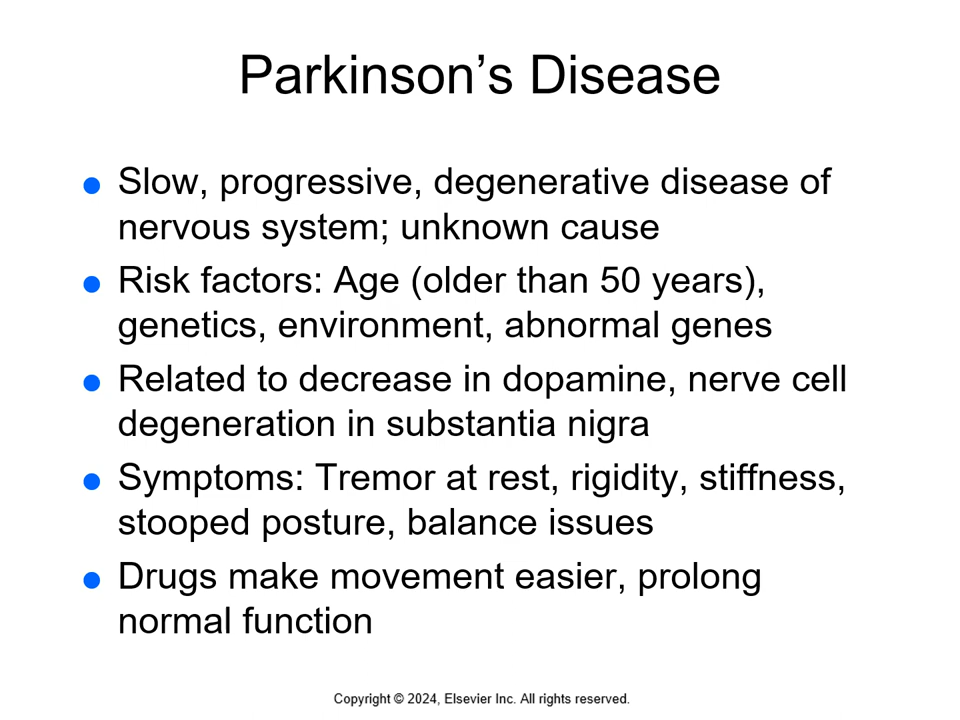 Parkinson’s Disease
● Slow, progressive, degenerative disease of
nervous system; unknown cause
● Risk factors: Age (older than 50 years),
genetics, environment, abnormal genes
● Related to decrease in dopamine, nerve cell
degeneration in substantia nigra
● Symptoms: Tremor at rest, rigidity, stiffness,
stooped posture, balance issues
● Drugs make movement easier, prolong
normal function
Copyright © 2024, Elsevier Inc. All rights reserved.